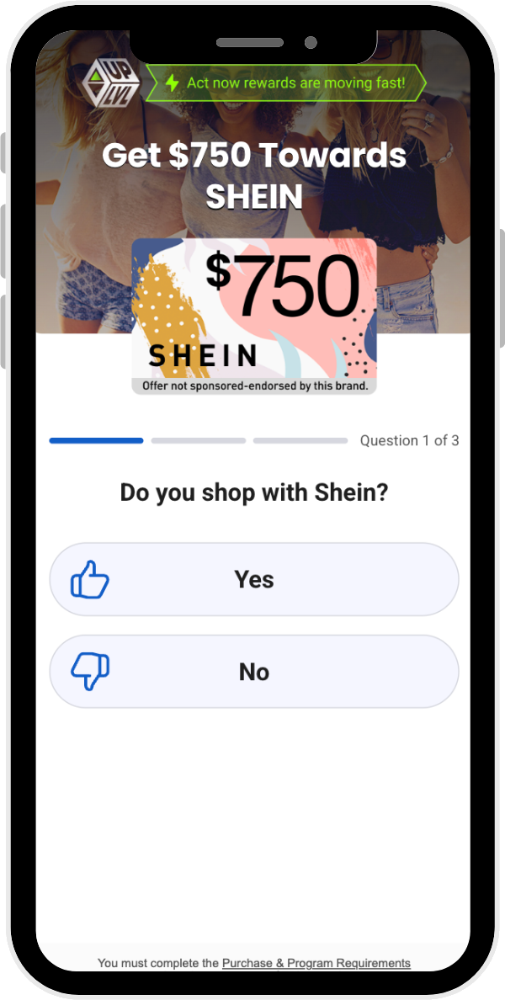 UP
LVL
Act now rewards are moving fast!
Get $750 Towards
SHEIN
$750
SHEIN
Offer not sponsored-endorsed by this brand.
Question 1 of 3
Do you shop with Shein?
Yes
No
You must complete the Purchase & Program Requirements